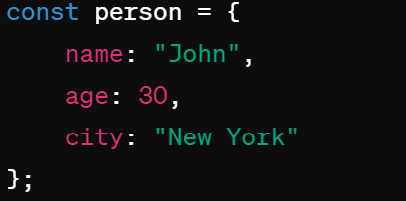 const person = {
    name: "John",
    age: 30,
    city: "New York"
};